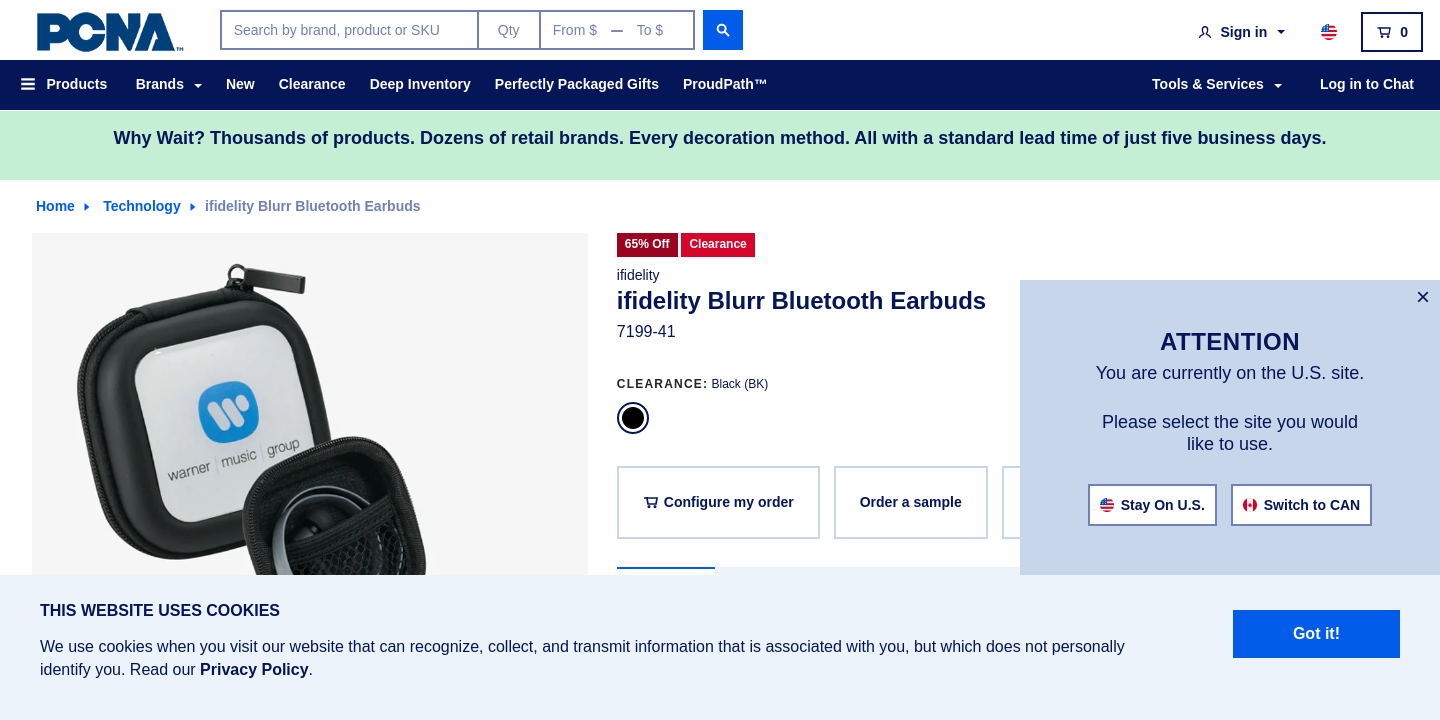 PCNA™
Search by brand, product or SKU
Qty
From $ — To $
Sign in
0
Products
Brands
New
Clearance
Deep Inventory
Perfectly Packaged Gifts
ProudPath™
Tools & Services
Log in to Chat
Why Wait? Thousands of products. Dozens of retail brands. Every decoration method. All with a standard lead time of just five business days.
Home
Technology
ifidelity Blurr Bluetooth Earbuds
warner music group
65% Off
Clearance
ifidelity
ifidelity Blurr Bluetooth Earbuds
7199-41
CLEARANCE: Black (BK)
Configure my order
Order a sample
×
ATTENTION
You are currently on the U.S. site.
Please select the site you would
like to use.
Stay On U.S.
Switch to CAN
THIS WEBSITE USES COOKIES
We use cookies when you visit our website that can recognize, collect, and transmit information that is associated with you, but which does not personally
identify you. Read our Privacy Policy.
Got it!